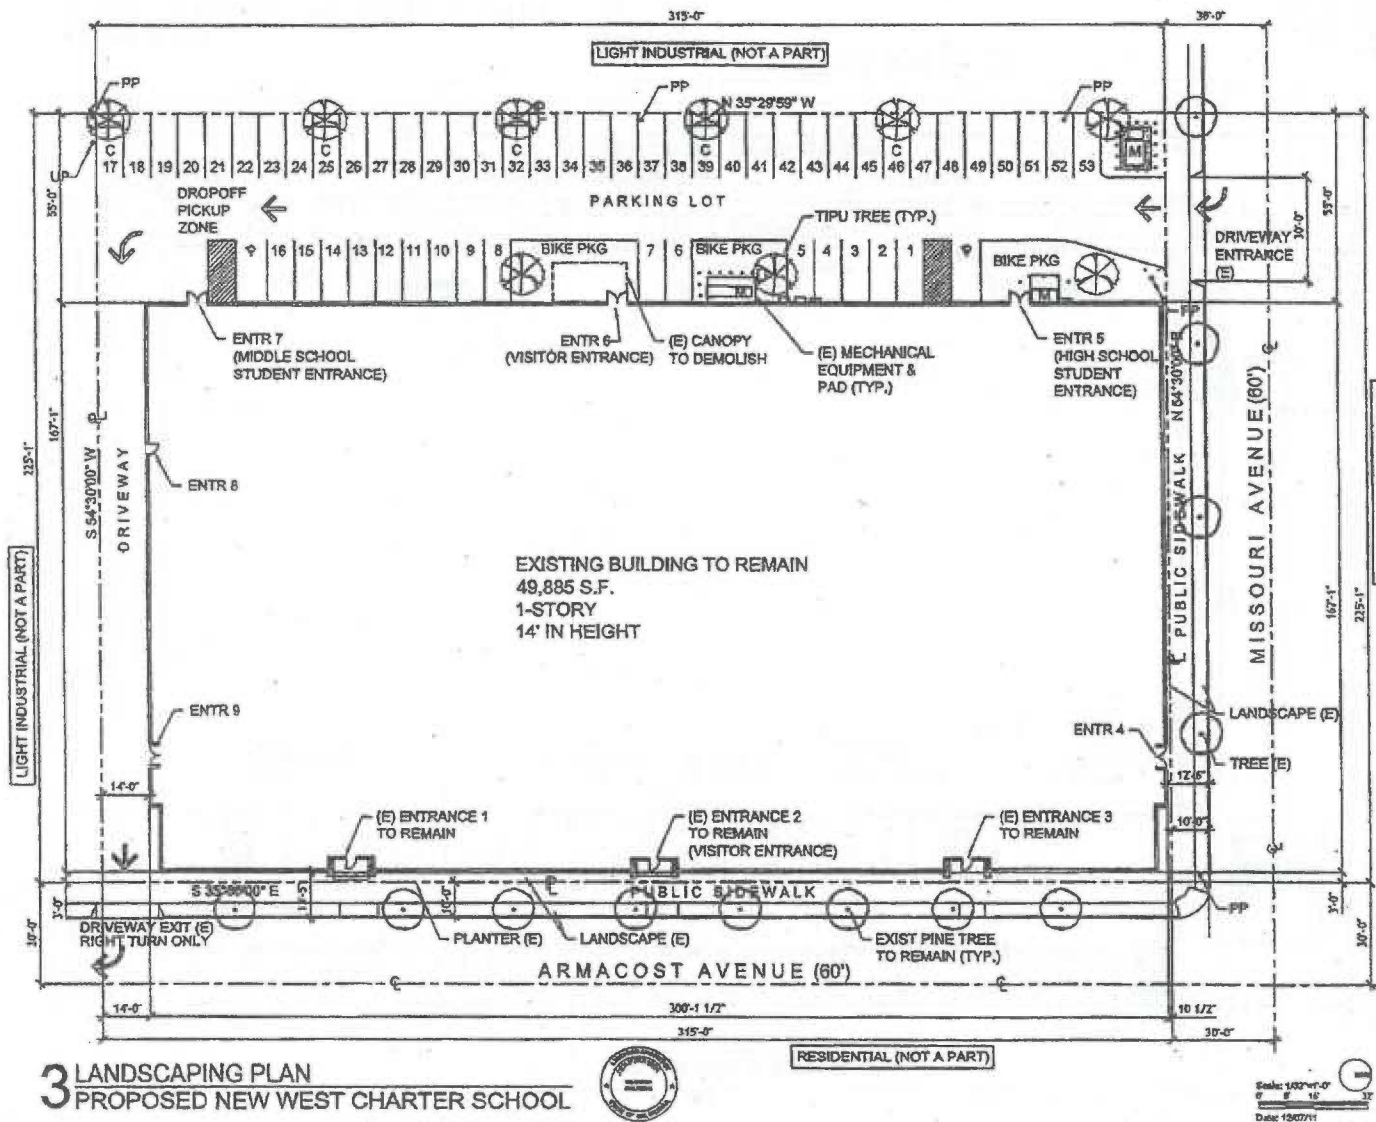 315'-0"
LIGHT INDUSTRIAL (NOT A PART)
PP
PP
PP
N 35°29'59" W
C
C
C
C
C
17 18 19 20 21 22 23 24 25 26 27 28 29 30 31 32 33 34 35 36 37 38 39 40 41 42 43 44 45 46 47 48 49 50 51 52 53
M
UP
55'-0"
DROPOFF
PICKUP
ZONE
PARKING LOT
TIPU TREE (TYP.)
DRIVEWAY
ENTRANCE
(E)
30'-0"
55'-0"
16 15 14 13 12 11 10 9 8
BIKE PKG
7 6
BIKE PKG
5 4 3 2 1
BIKE PKG
M
M
ENTR 7
(MIDDLE SCHOOL
STUDENT ENTRANCE)
ENTR 6
(VISITOR ENTRANCE)
(E) CANOPY
TO DEMOLISH
(E) MECHANICAL
EQUIPMENT &
PAD (TYP.)
ENTR 5
(HIGH SCHOOL
STUDENT
ENTRANCE)
PP
225'-1"
167'-1"
S 54°30'00" W
DRIVEWAY
ENTR 8
LIGHT INDUSTRIAL (NOT A PART)
EXISTING BUILDING TO REMAIN
49,885 S.F.
1-STORY
14' IN HEIGHT
PUBLIC SIDEWALK
MISSOURI AVENUE (60')
167'-1"
225'-1"
ENTR 9
ENTR 4
LANDSCAPE (E)
TREE (E)
14'-0"
10'-0"
(E) ENTRANCE 1
TO REMAIN
(E) ENTRANCE 2
TO REMAIN
(VISITOR ENTRANCE)
(E) ENTRANCE 3
TO REMAIN
PUBLIC SIDEWALK
PP
30'-0"
3'-0"
10'-0"
3'-0"
30'-0"
DRIVEWAY EXIT (E)
RIGHT TURN ONLY
PLANTER (E)
LANDSCAPE (E)
EXIST PINE TREE
TO REMAIN (TYP.)
ARMACOST AVENUE (60')
14'-0"
300'-1 1/2"
10 1/2"
315'-0"
30'-0"
RESIDENTIAL (NOT A PART)
3 LANDSCAPING PLAN
PROPOSED NEW WEST CHARTER SCHOOL
Date: 12/07/11